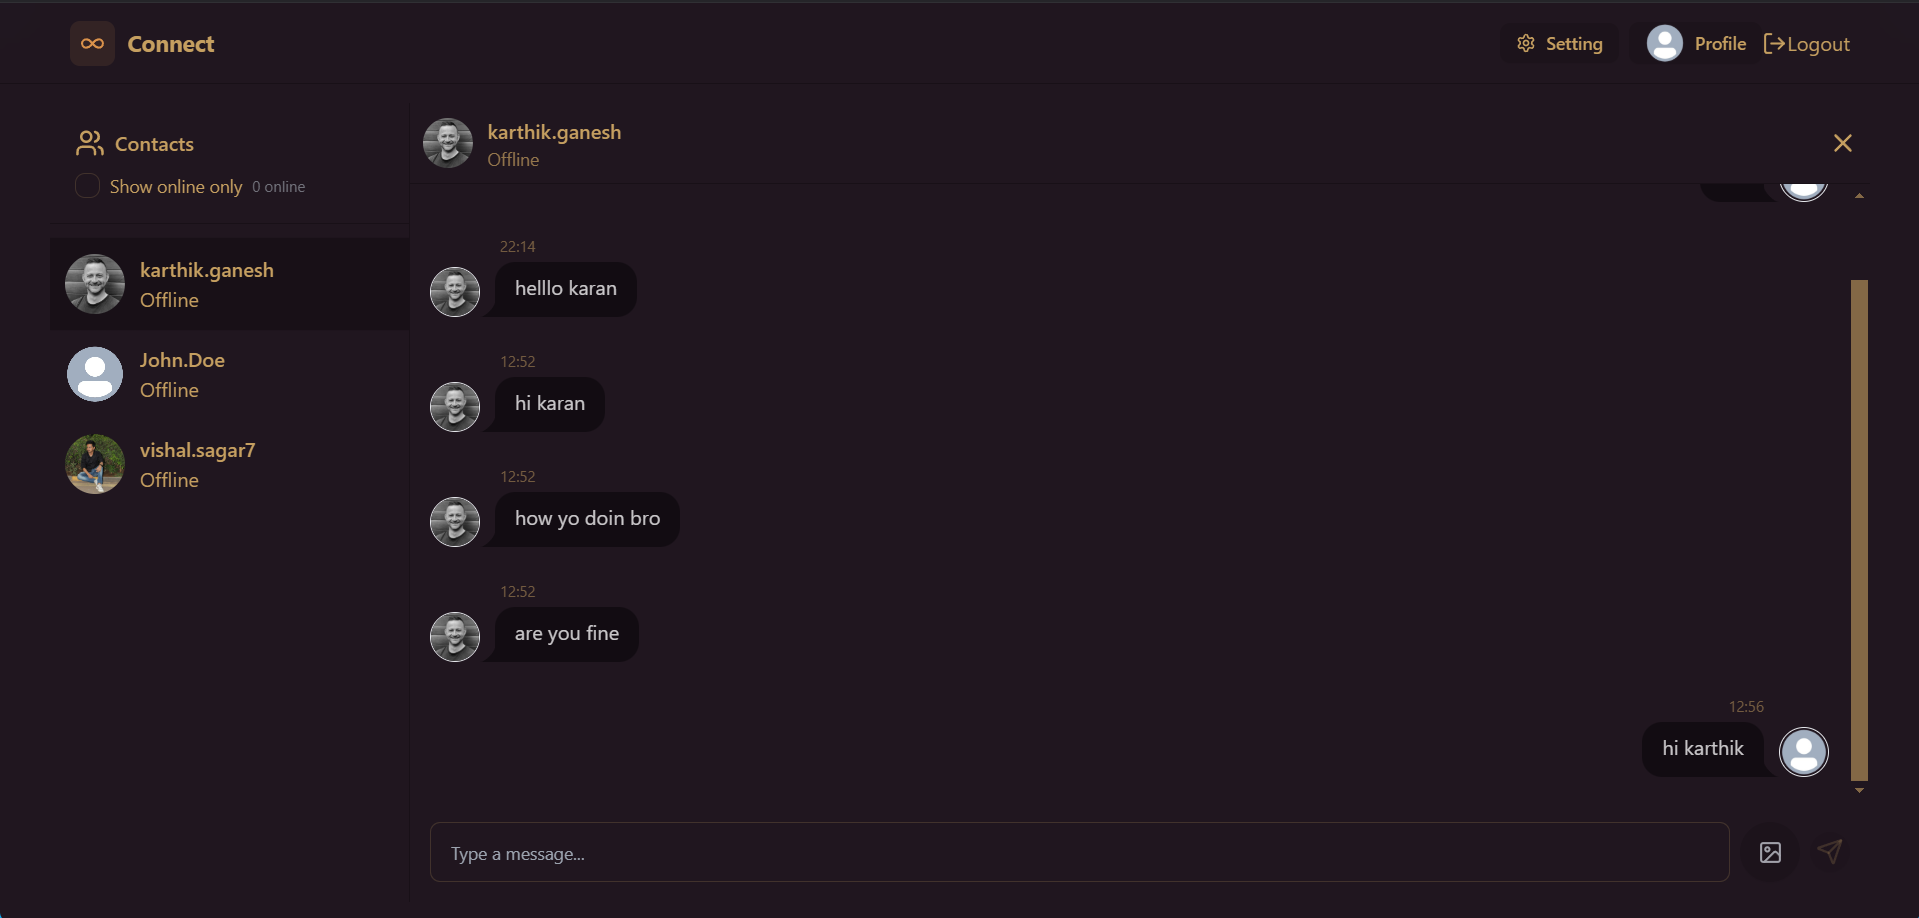 Connect
Setting
Profile
Logout
Contacts
Show online only 0 online
karthik.ganesh
Offline
John.Doe
Offline
vishal.sagar7
Offline
karthik.ganesh
Offline
22:14
helllo karan
12:52
hi karan
12:52
how yo doin bro
12:52
are you fine
12:56
hi karthik
Type a message...